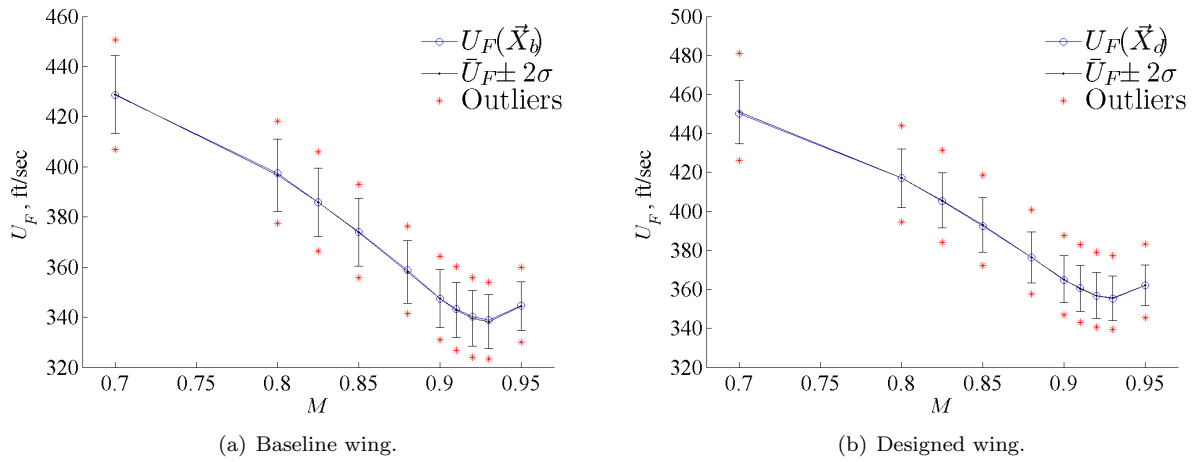 460
440
420
400
380
360
340
320
U_F, ft/sec
0.7 0.75 0.8 0.85 0.9 0.95
M
U_F(X⃗_b)
Ū_F ± 2σ
Outliers
(a) Baseline wing.
500
480
460
440
420
400
380
360
340
320
U_F, ft/sec
0.7 0.75 0.8 0.85 0.9 0.95
M
U_F(X⃗_d)
Ū_F ± 2σ
Outliers
(b) Designed wing.